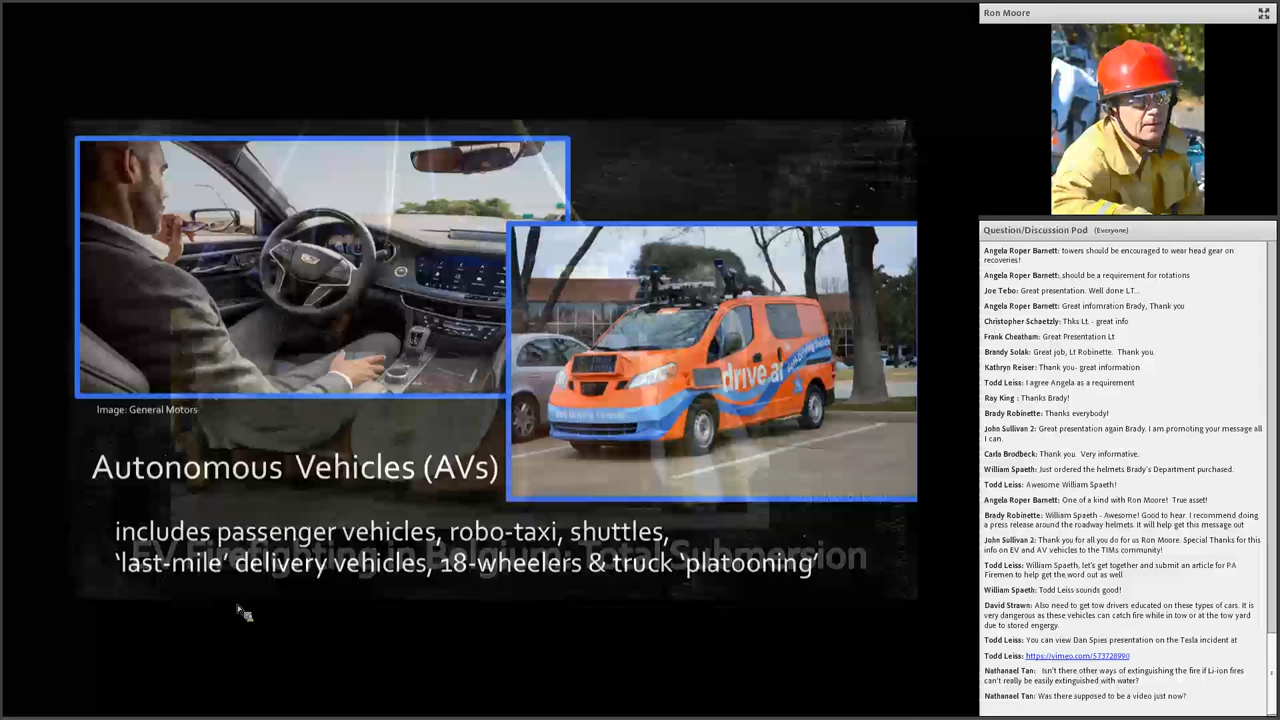 Ron Moore
Image: General Motors
drive.ai
Autonomous Vehicles (AVs)
includes passenger vehicles, robo-taxi, shuttles,
'last-mile' delivery vehicles, 18-wheelers & truck 'platooning'
EV Firefighting in Belgium: Total Submersion
Question/Discussion Pod (Everyone)
Angela Roper Barnett: towers should be encouraged to wear head gear on
recoveries!
Angela Roper Barnett: should be a requirement for rotations
Joe Tebo: Great presentation. Well done LT...
Angela Roper Barnett: Great infomration Brady, Thank you
Christopher Schaetzly: Thks Lt. - great info
Frank Cheatham: Great Presentation Lt
Brandy Solak: Great job, Lt Robinette. Thank you.
Kathryn Reiser: Thank you- great information
Todd Leiss: I agree Angela as a requirement
Ray King : Thanks Brady!
Brady Robinette: Thanks everybody!
John Sullivan 2: Great presentation again Brady. I am promoting your message all
I can.
Carla Brodbeck: Thank you. Very informative.
William Spaeth: Just ordered the helmets Brady's Department purchased.
Todd Leiss: Awesome William Spaeth!
Angela Roper Barnett: One of a kind with Ron Moore! True asset!
Brady Robinette: William Spaeth - Awesome! Good to hear. I recommend doing
a press release around the roadway helmets. It will help get this message out
John Sullivan 2: Thank you for all you do for us Ron Moore. Special Thanks for this
info on EV and AV vehicles to the TIMs community!
Todd Leiss: William Spaeth, let's get together and submit an article for PA
Firemen to help get the word out as well
William Spaeth: Todd Leiss sounds good!
David Strawn: Also need to get tow drivers educated on these types of cars. It is
very dangerous as these vehicles can catch fire while in tow or at the tow yard
due to stored engergy.
Todd Leiss: You can view Dan Spies presentation on the Tesla incident at
Todd Leiss: https://vimeo.com/573728990
Nathanael Tan: Isn't there other ways of extinguishing the fire if Li-ion fires
can't really be easily extinguished with water?
Nathanael Tan: Was there supposed to be a video just now?